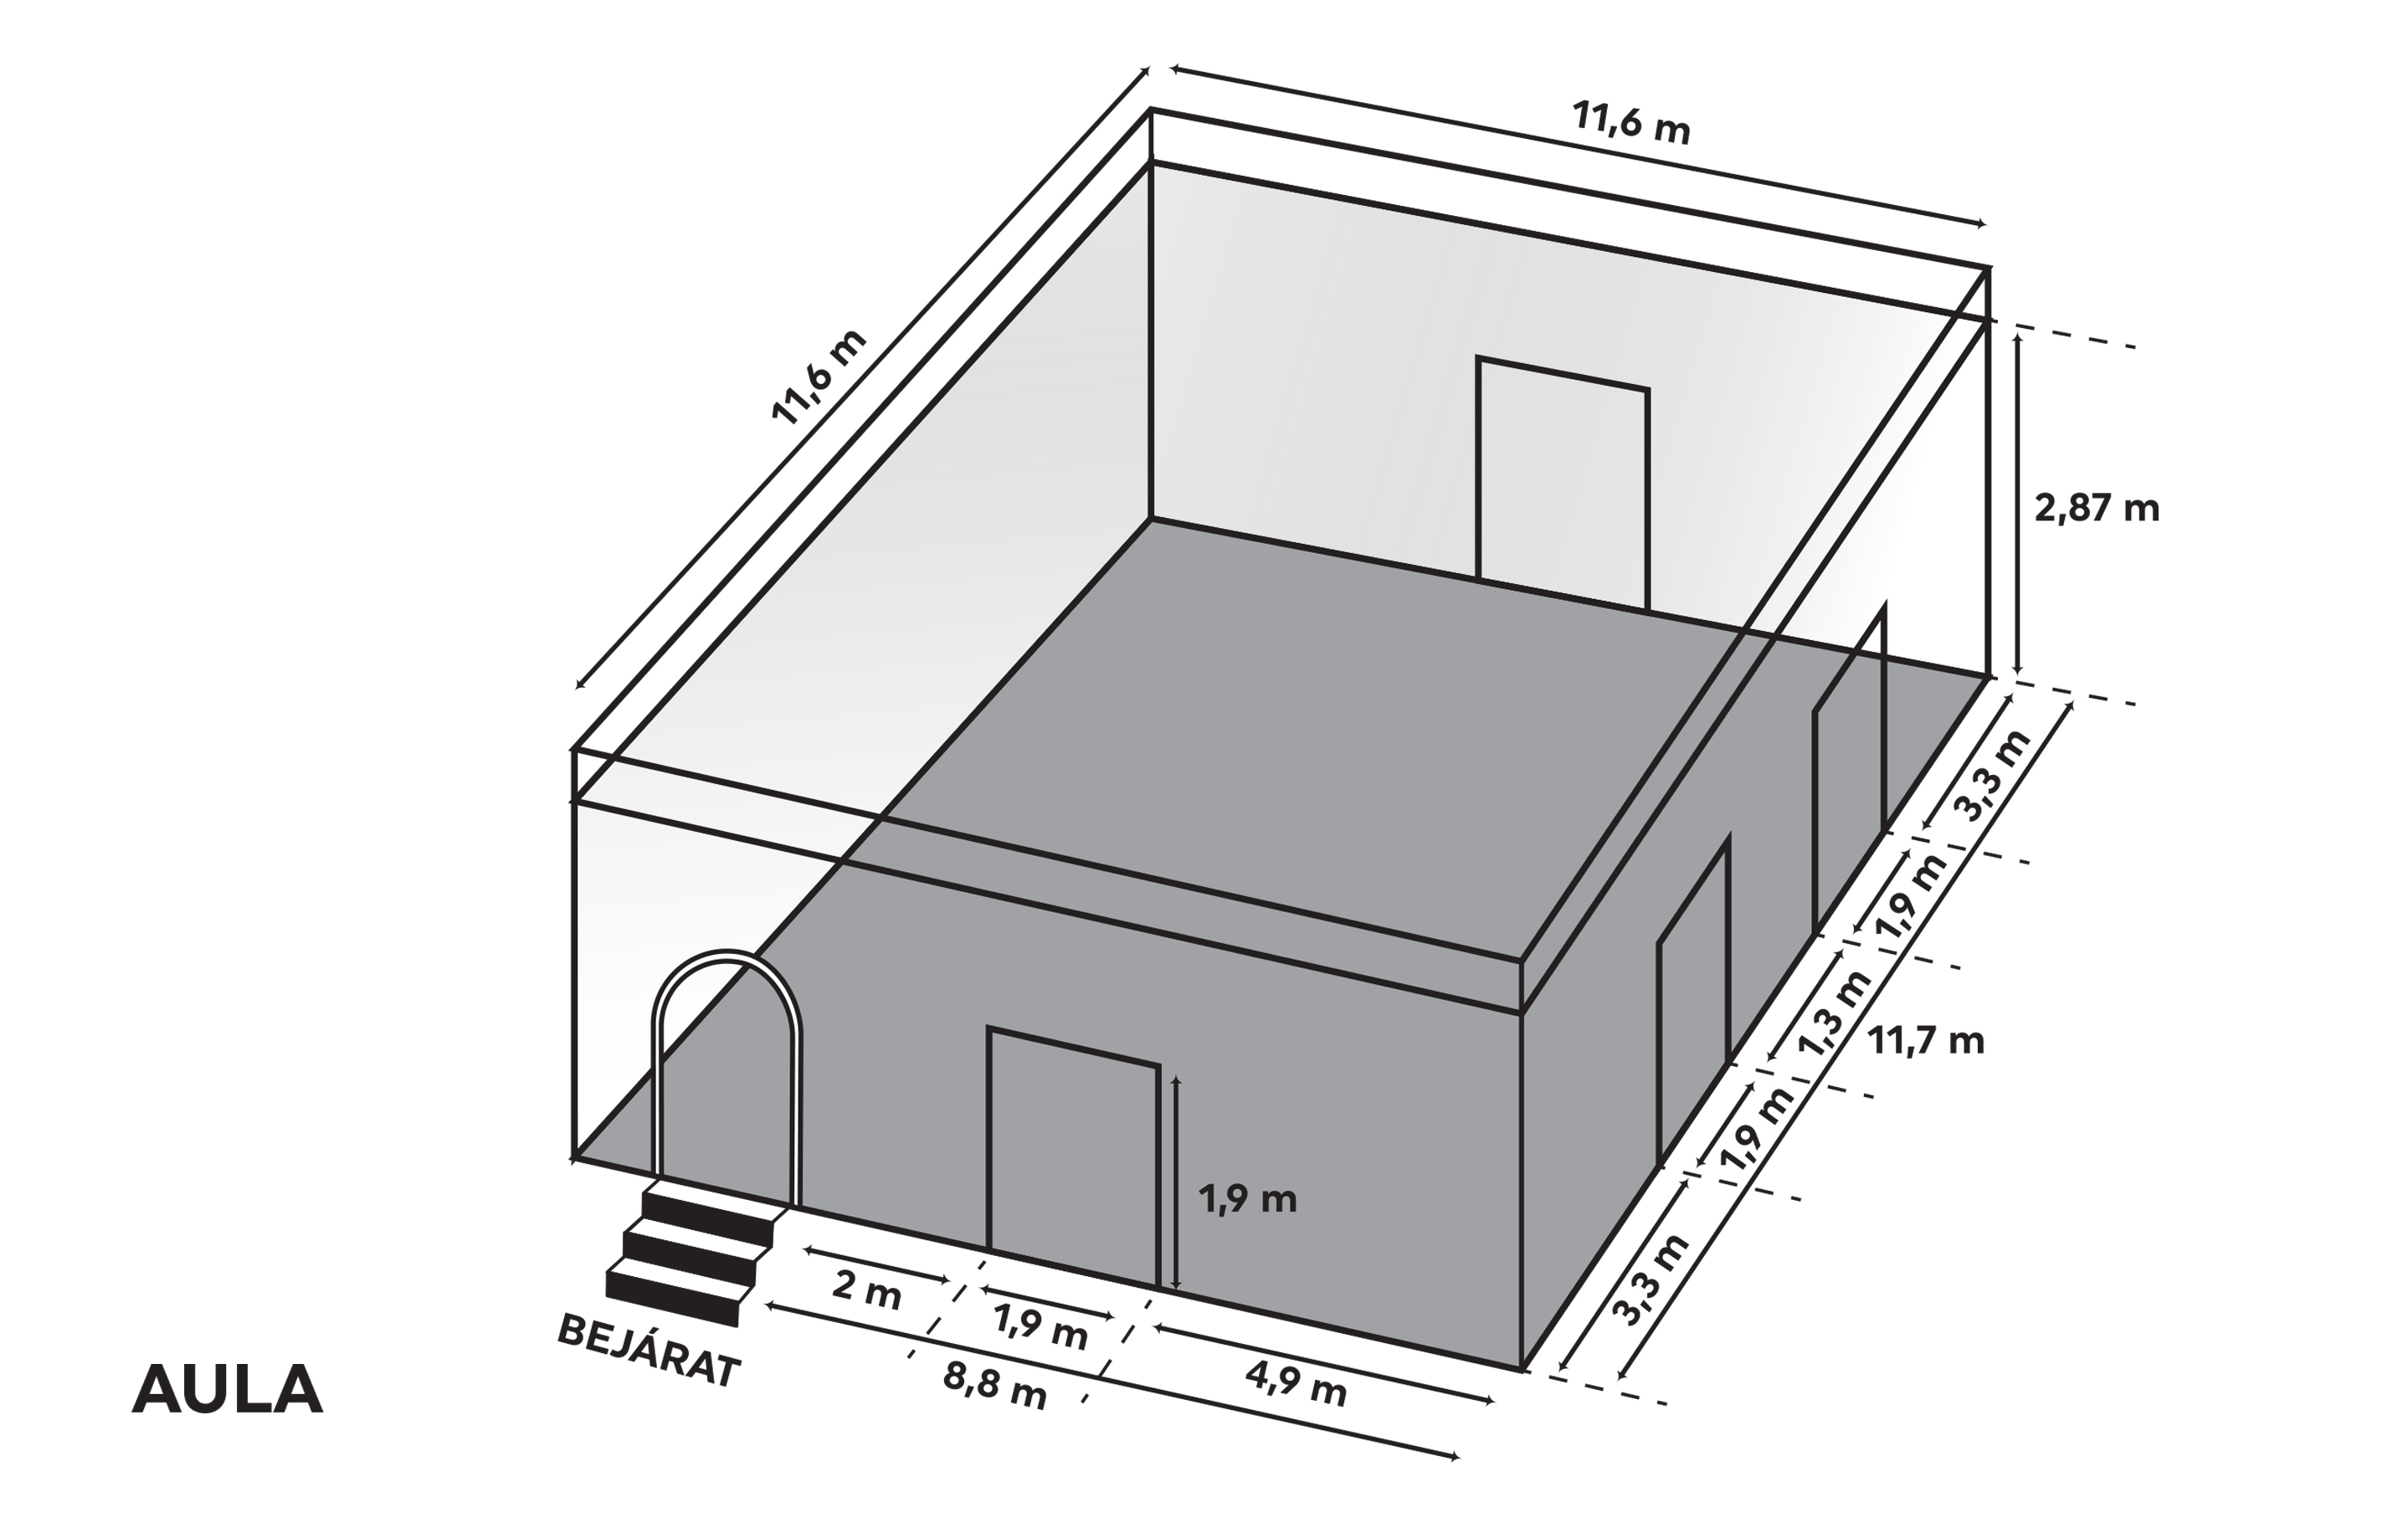 11,6 m
11,6 m
2,87 m
3,3 m
1,9 m
1,3 m
11,7 m
1,9 m
3,3 m
1,9 m
2 m
1,9 m
4,9 m
8,8 m
BEJÁRAT
AULA